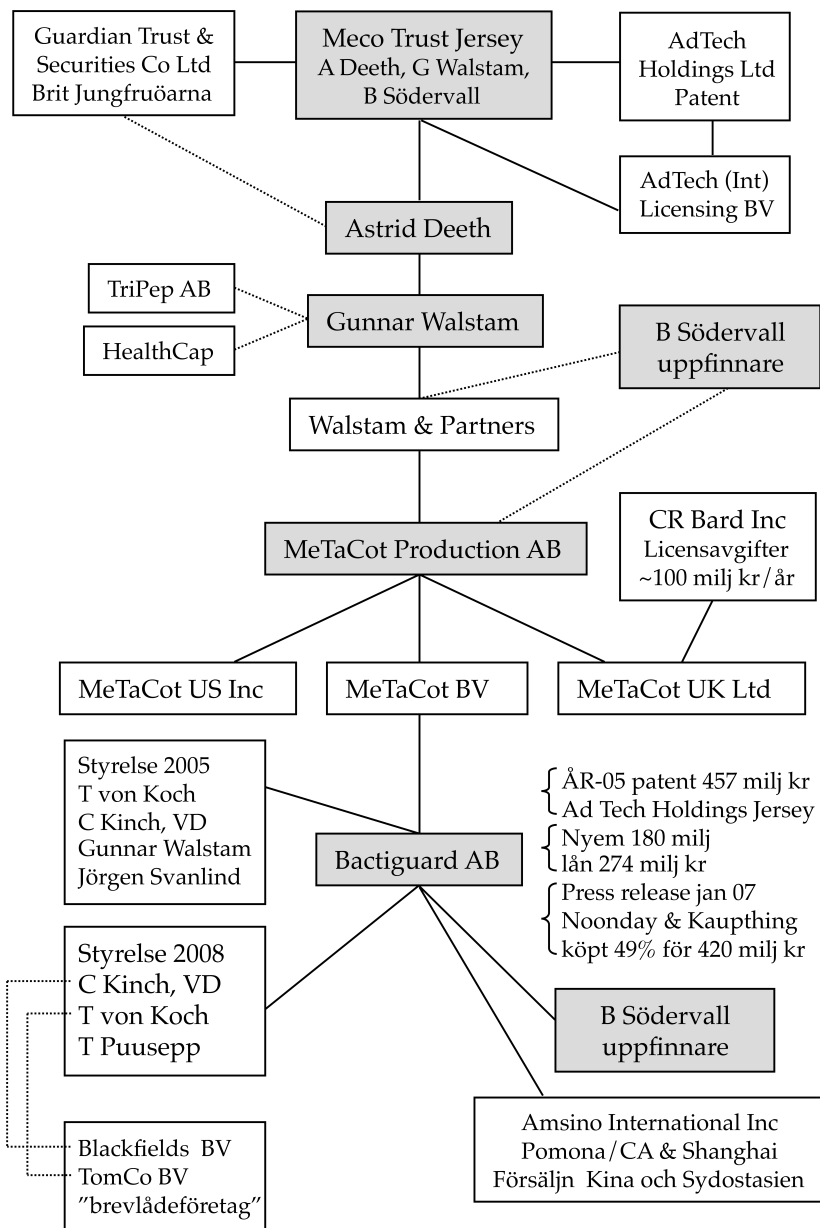 Guardian Trust &
Securities Co Ltd
Brit Jungfruöarna
Meco Trust Jersey
A Deeth, G Walstam,
B Södervall
AdTech
Holdings Ltd
Patent
AdTech (Int)
Licensing BV
Astrid Deeth
TriPep AB
HealthCap
Gunnar Walstam
B Södervall
uppfinnare
Walstam & Partners
MeTaCot Production AB
CR Bard Inc
Licensavgifter
~100 milj kr/år
MeTaCot US Inc
MeTaCot BV
MeTaCot UK Ltd
Styrelse 2005
T von Koch
C Kinch, VD
Gunnar Walstam
Jörgen Svanlind
Bactiguard AB
ÅR-05 patent 457 milj kr
Ad Tech Holdings Jersey
Nyem 180 milj
lån 274 milj kr
Press release jan 07
Noonday & Kaupthing
köpt 49% för 420 milj kr
Styrelse 2008
C Kinch, VD
T von Koch
T Puusepp
B Södervall
uppfinnare
Blackfields BV
TomCo BV
”brevlådeföretag”
Amsino International Inc
Pomona/CA & Shanghai
Försäljn Kina och Sydostasien